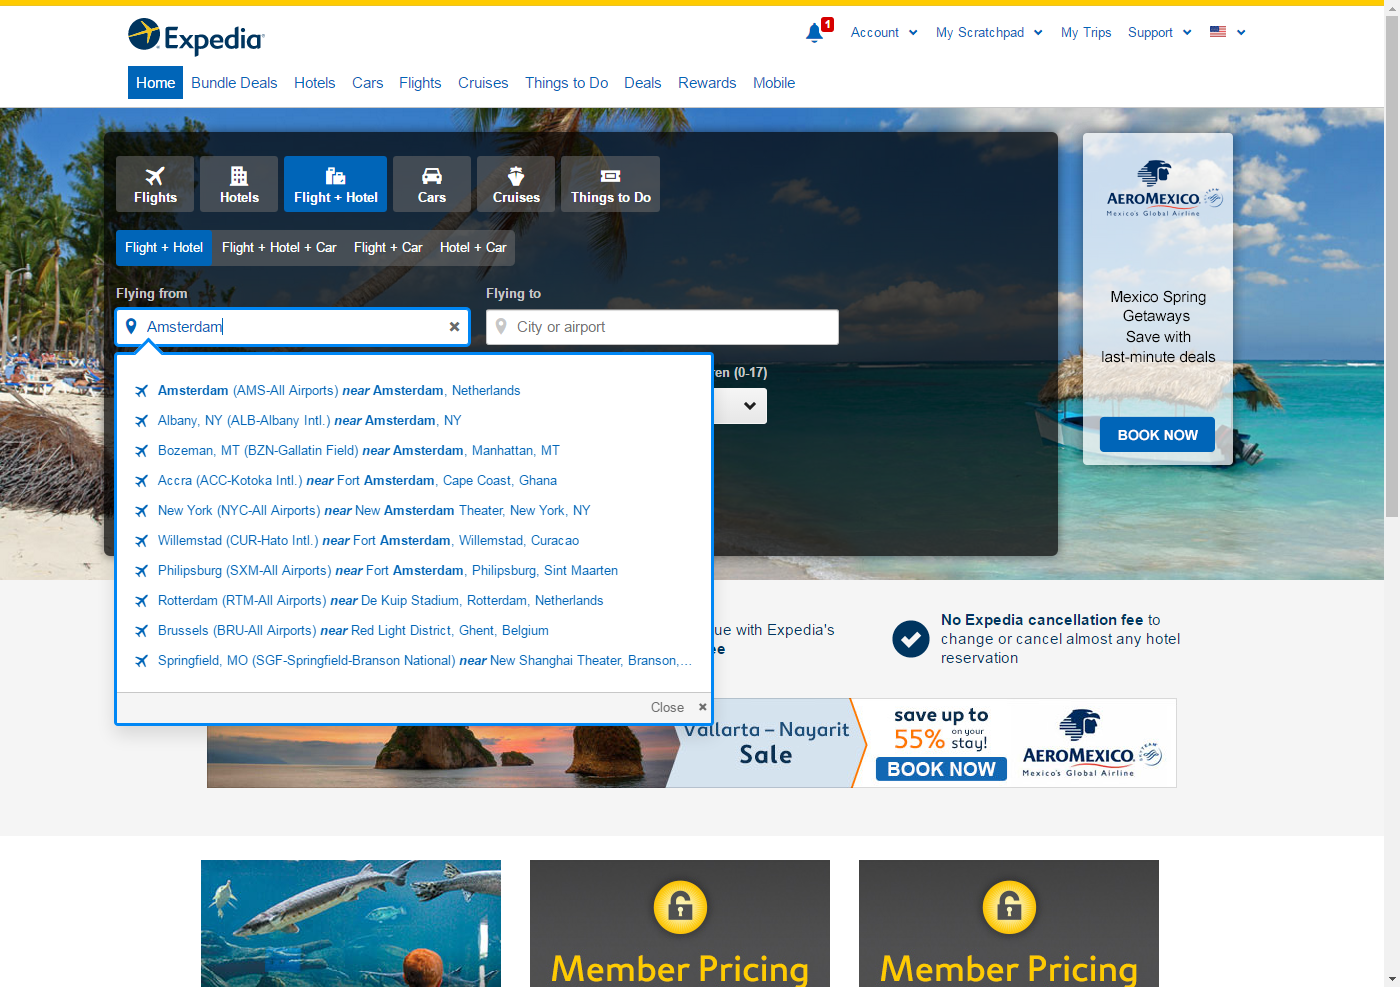 Expedia
1
Account
My Scratchpad
My Trips
Support
Home
Bundle Deals
Hotels
Cars
Flights
Cruises
Things to Do
Deals
Rewards
Mobile
Flights
Hotels
Flight + Hotel
Cars
Cruises
Things to Do
Flight + Hotel
Flight + Hotel + Car
Flight + Car
Hotel + Car
Flying from
Flying to
Amsterdam
City or airport
ren (0-17)
Amsterdam (AMS-All Airports) near Amsterdam, Netherlands
Albany, NY (ALB-Albany Intl.) near Amsterdam, NY
Bozeman, MT (BZN-Gallatin Field) near Amsterdam, Manhattan, MT
Accra (ACC-Kotoka Intl.) near Fort Amsterdam, Cape Coast, Ghana
New York (NYC-All Airports) near New Amsterdam Theater, New York, NY
Willemstad (CUR-Hato Intl.) near Fort Amsterdam, Willemstad, Curacao
Philipsburg (SXM-All Airports) near Fort Amsterdam, Philipsburg, Sint Maarten
Rotterdam (RTM-All Airports) near De Kuip Stadium, Rotterdam, Netherlands
Brussels (BRU-All Airports) near Red Light District, Ghent, Belgium
Springfield, MO (SGF-Springfield-Branson National) near New Shanghai Theater, Branson,...
Close
AEROMEXICO
Mexico's Global Airline
Mexico Spring
Getaways
Save with
last-minute deals
BOOK NOW
ue with Expedia's
ee
No Expedia cancellation fee to
change or cancel almost any hotel
reservation
Vallarta – Nayarit
Sale
save up to
55% on your
stay!
BOOK NOW
AEROMEXICO
Mexico's Global Airline
Member Pricing
Member Pricing